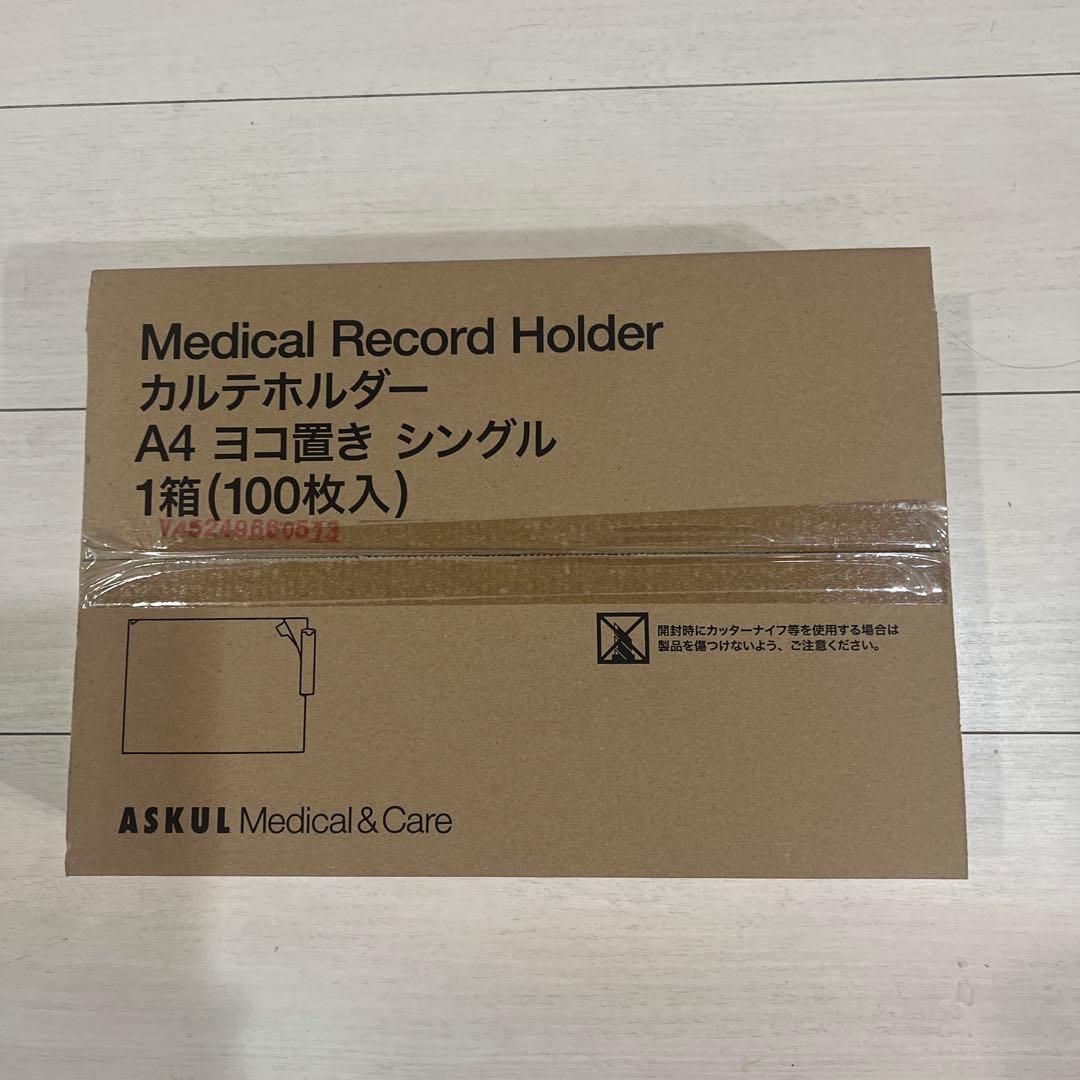 Medical Record Holder
カルテホルダー
A4 ヨコ置き シングル
1箱(100枚入)
開封時にカッターナイフ等を使用する場合は
製品を傷つけないよう、ご注意ください。
ASKUL Medical&Care